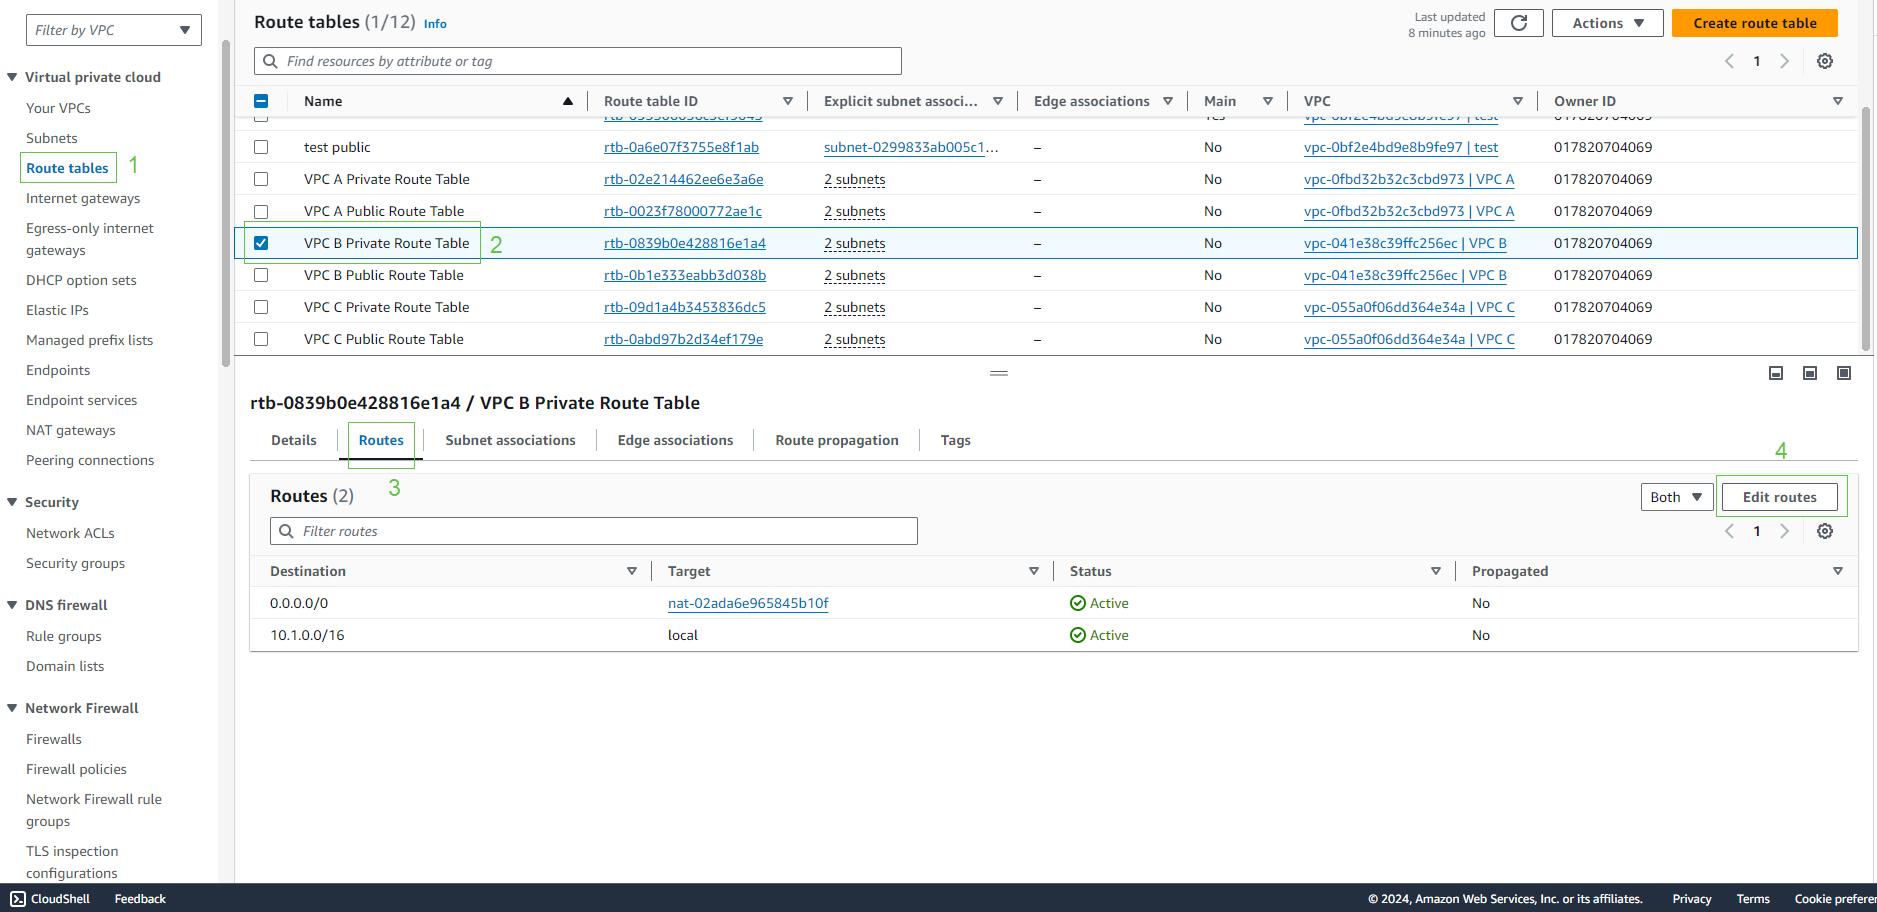 Filter by VPC
Virtual private cloud
Your VPCs
Subnets
Route tables 1
Internet gateways
Egress-only internet
gateways
DHCP option sets
Elastic IPs
Managed prefix lists
Endpoints
Endpoint services
NAT gateways
Peering connections
Security
Network ACLs
Security groups
DNS firewall
Rule groups
Domain lists
Network Firewall
Firewalls
Firewall policies
Network Firewall rule
groups
TLS inspection
configurations
Route tables (1/12) Info
Last updated
8 minutes ago
Actions
Create route table
Find resources by attribute or tag
1
Name Route table ID Explicit subnet associ... Edge associations Main VPC Owner ID
test public rtb-0a6e07f3755e8f1ab subnet-0299833ab005c1... – No vpc-0bf2e4bd9e8b9fe97 | test 017820704069
VPC A Private Route Table rtb-02e214462ee6e3a6e 2 subnets – No vpc-0fbd32b32c3cbd973 | VPC A 017820704069
VPC A Public Route Table rtb-0023f78000772ae1c 2 subnets – No vpc-0fbd32b32c3cbd973 | VPC A 017820704069
VPC B Private Route Table 2 rtb-0839b0e428816e1a4 2 subnets – No vpc-041e38c39ffc256ec | VPC B 017820704069
VPC B Public Route Table rtb-0b1e333eabb3d038b 2 subnets – No vpc-041e38c39ffc256ec | VPC B 017820704069
VPC C Private Route Table rtb-09d1a4b3453836dc5 2 subnets – No vpc-055a0f06dd364e34a | VPC C 017820704069
VPC C Public Route Table rtb-0abd97b2d34ef179e 2 subnets – No vpc-055a0f06dd364e34a | VPC C 017820704069
rtb-0839b0e428816e1a4 / VPC B Private Route Table
Details Routes Subnet associations Edge associations Route propagation Tags
3
4
Routes (2)
Both
Edit routes
Filter routes
1
Destination Target Status Propagated
0.0.0.0/0 nat-02ada6e965845b10f Active No
10.1.0.0/16 local Active No
CloudShell Feedback © 2024, Amazon Web Services, Inc. or its affiliates. Privacy Terms Cookie preferen